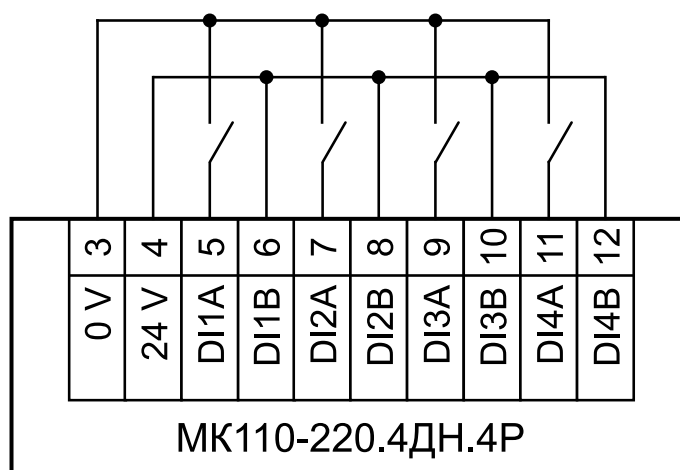 3 4 5 6 7 8 9 10 11 12
0 V 24 V DI1A DI1B DI2A DI2B DI3A DI3B DI4A DI4B
МК110-220.4ДН.4Р